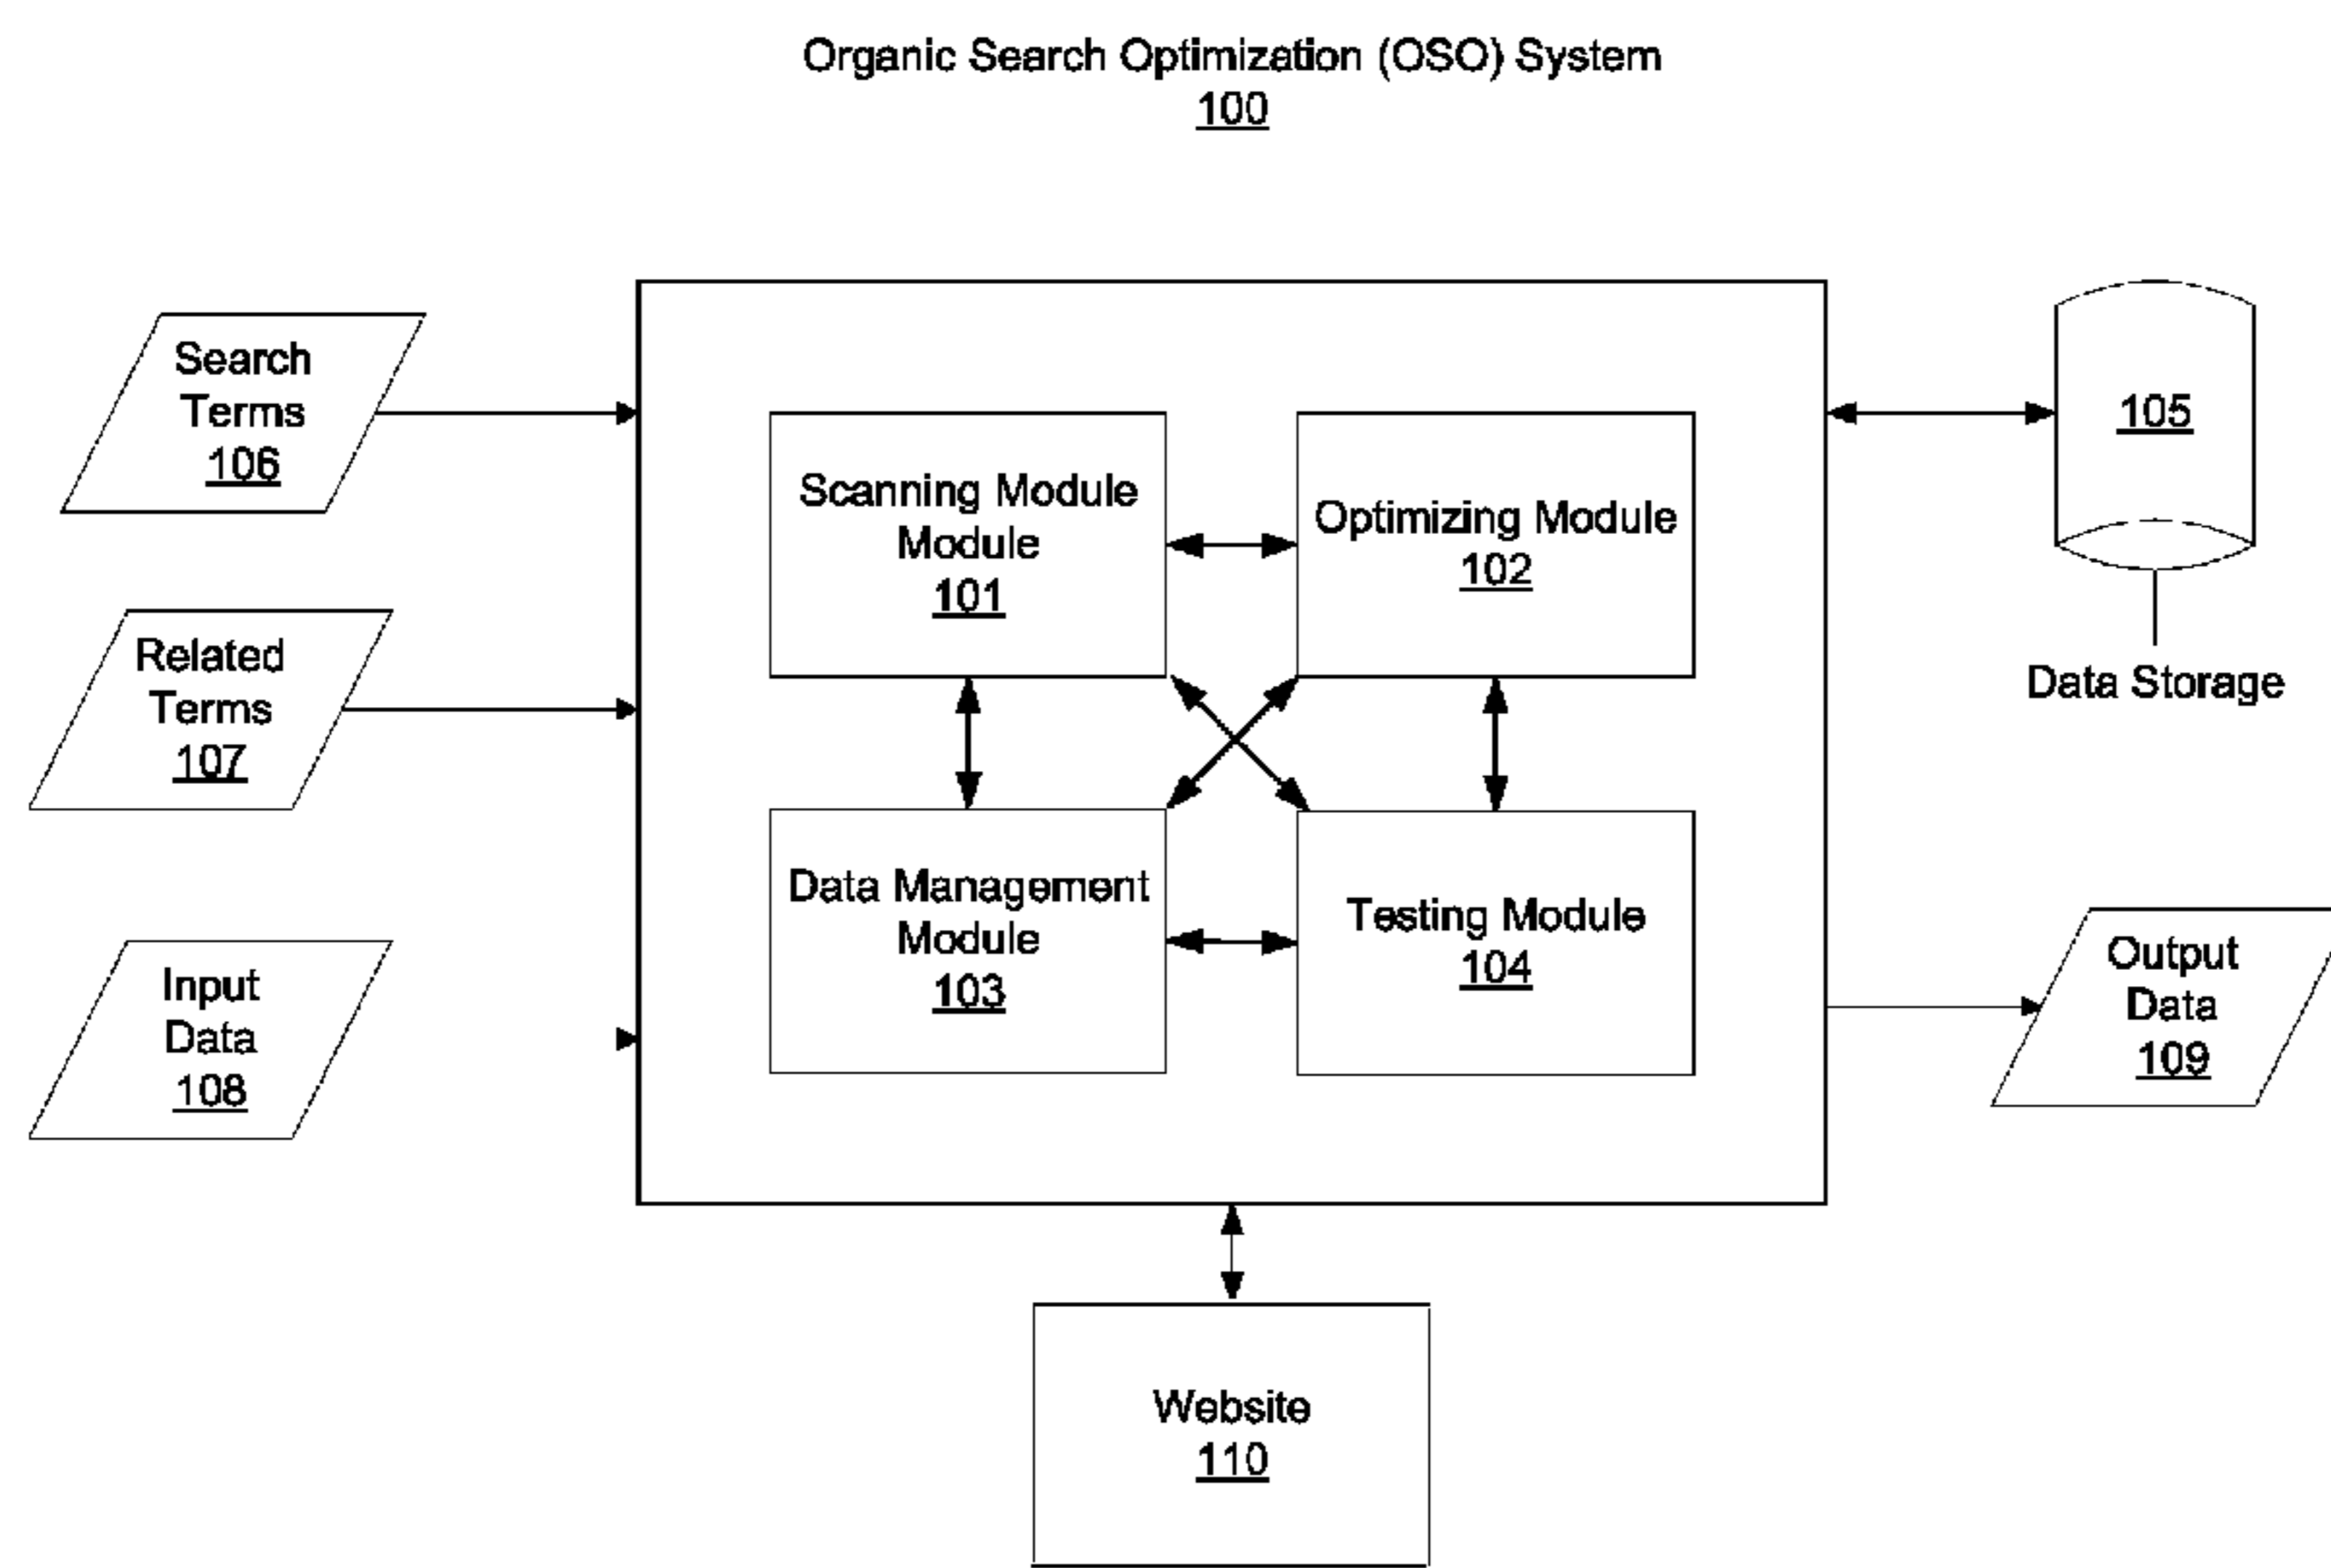 Organic Search Optimization (OSO) System
100
Search
Terms
106
Related
Terms
107
Input
Data
108
Scanning Module
Module
101
Optimizing Module
102
Data Management
Module
103
Testing Module
104
105
Data Storage
Output
Data
109
Website
110